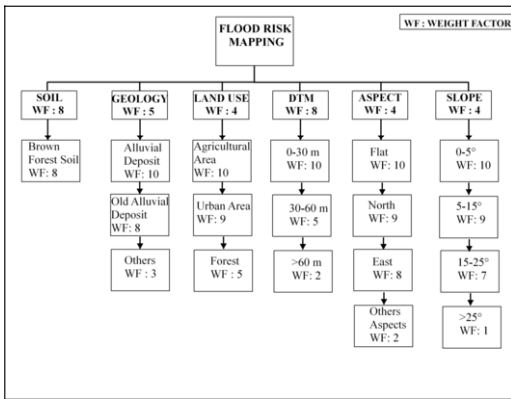 FLOOD RISK
MAPPING
WF : WEIGHT FACTOR
SOIL
WF : 8
GEOLOGY
WF : 5
LAND USE
WF : 4
DTM
WF : 8
ASPECT
WF : 4
SLOPE
WF : 4
Brown
Forest Soil
WF: 8
Alluvial
Deposit
WF: 10
Old Alluvial
Deposit
WF: 8
Others
WF : 3
Agricultural
Area
WF: 10
Urban Area
WF: 9
Forest
WF : 5
0-30 m
WF: 10
30-60 m
WF: 5
>60 m
WF: 2
Flat
WF: 10
North
WF: 9
East
WF: 8
Others
Aspects
WF: 2
0-5°
WF: 10
5-15°
WF: 9
15-25°
WF: 7
>25°
WF: 1